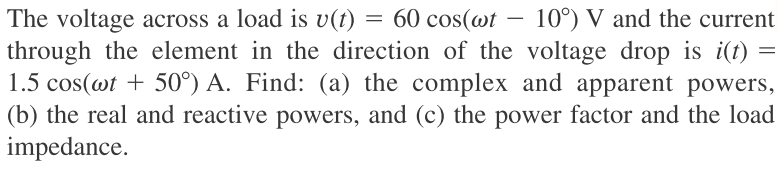 The voltage across a load is v(t) = 60 cos(ωt − 10°) V and the current
through the element in the direction of the voltage drop is i(t) =
1.5 cos(ωt + 50°) A. Find: (a) the complex and apparent powers,
(b) the real and reactive powers, and (c) the power factor and the load
impedance.